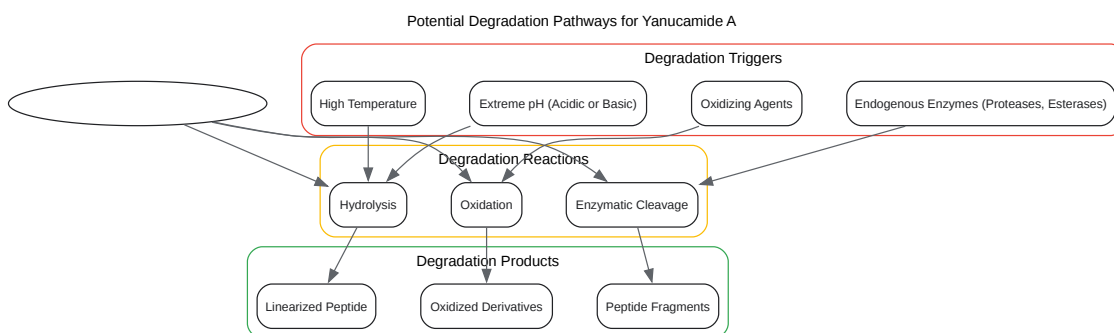 Potential Degradation Pathways for Yanucamide A
Degradation Triggers
High Temperature
Extreme pH (Acidic or Basic)
Oxidizing Agents
Endogenous Enzymes (Proteases, Esterases)
Degradation Reactions
Hydrolysis
Oxidation
Enzymatic Cleavage
Degradation Products
Linearized Peptide
Oxidized Derivatives
Peptide Fragments